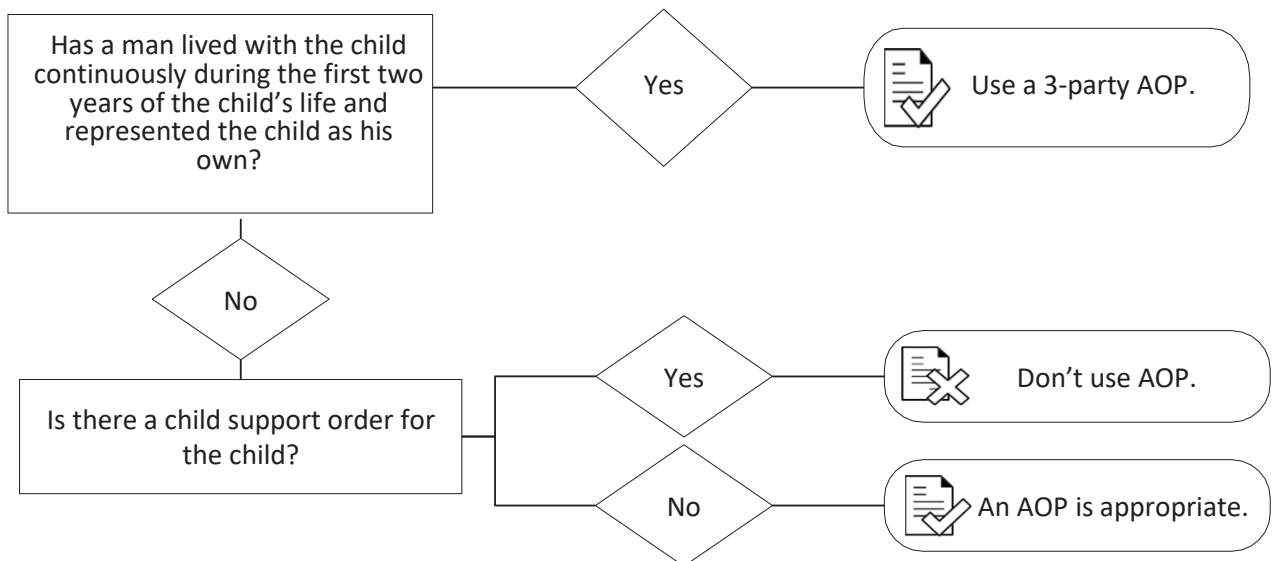 Has a man lived with the child
continuously during the first two
years of the child’s life and
represented the child as his
own?
Yes
Use a 3-party AOP.
No
Is there a child support order for
the child?
Yes
Don’t use AOP.
No
An AOP is appropriate.